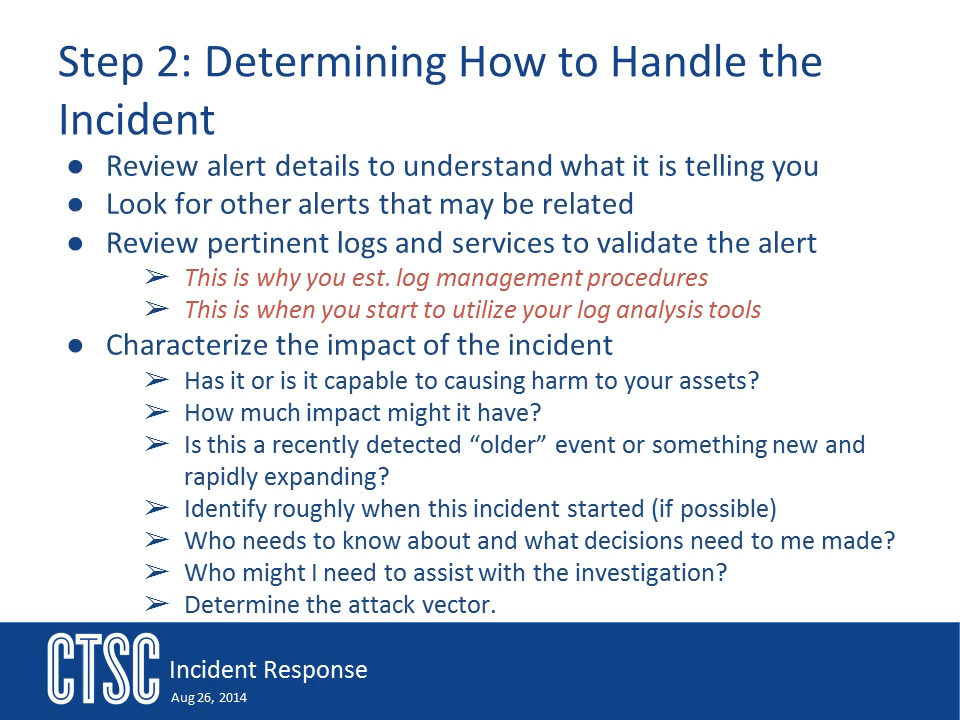 Step 2: Determining How to Handle the
Incident
● Review alert details to understand what it is telling you
● Look for other alerts that may be related
● Review pertinent logs and services to validate the alert
➢ This is why you est. log management procedures
➢ This is when you start to utilize your log analysis tools
● Characterize the impact of the incident
➢ Has it or is it capable to causing harm to your assets?
➢ How much impact might it have?
➢ Is this a recently detected “older” event or something new and
rapidly expanding?
➢ Identify roughly when this incident started (if possible)
➢ Who needs to know about and what decisions need to me made?
➢ Who might I need to assist with the investigation?
➢ Determine the attack vector.
CTSC
Incident Response
Aug 26, 2014